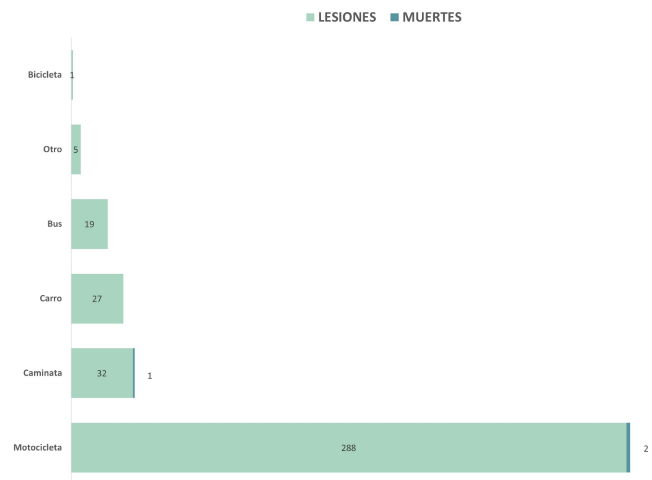 LESIONES MUERTES
Bicicleta 1
Otro 5
Bus 19
Carro 27
Caminata 32 1
Motocicleta 288 2